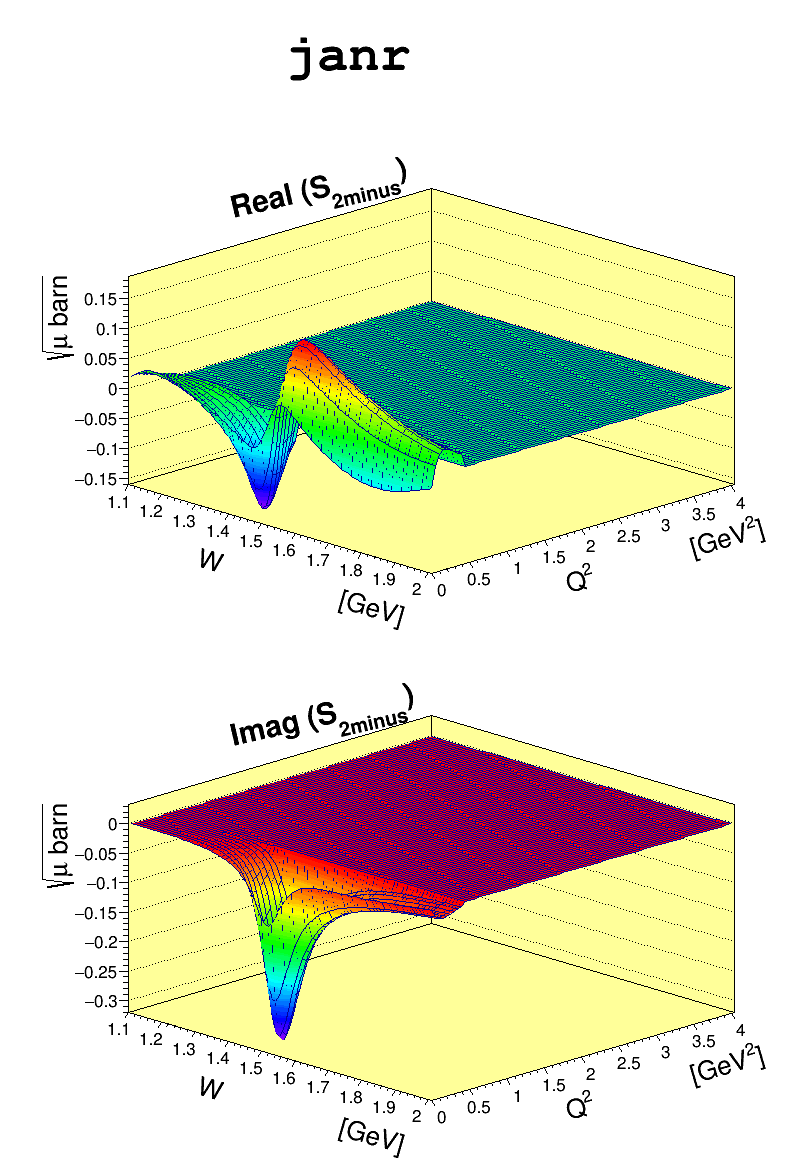 janr
Real (S2minus)
√μ barn
0.15
0.1
0.05
0
−0.05
−0.1
−0.15
1.1 1.2 1.3 1.4 1.5 1.6 1.7 1.8 1.9 2
W
[GeV]
0 0.5 1 1.5 2 2.5 3 3.5 4
Q²
[GeV²]
Imag (S2minus)
√μ barn
0
−0.05
−0.1
−0.15
−0.2
−0.25
−0.3
1.1 1.2 1.3 1.4 1.5 1.6 1.7 1.8 1.9 2
W
[GeV]
0 0.5 1 1.5 2 2.5 3 3.5 4
Q²
[GeV²]